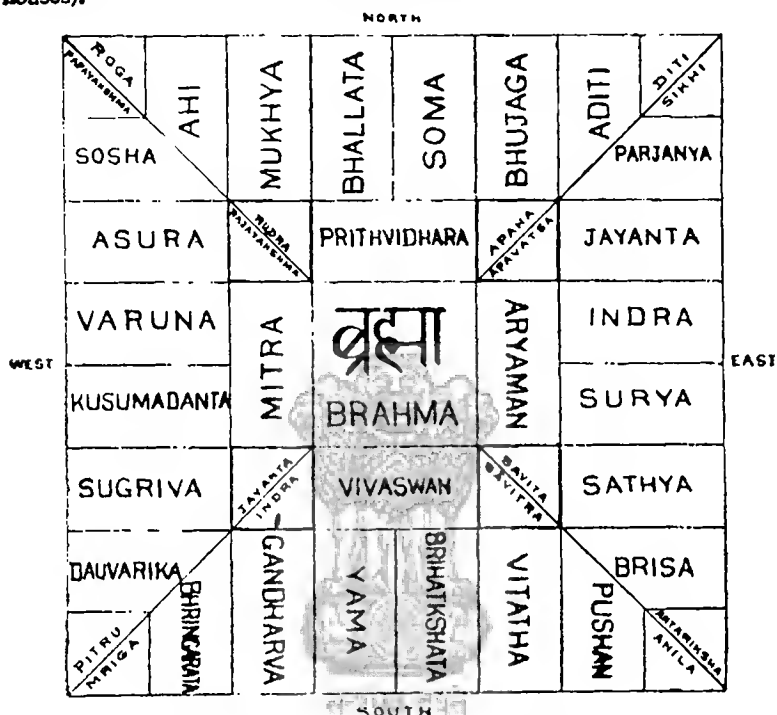 houses).
NORTH
ROGA
PAPAYAKSHMA
AHI
MUKHYA
BHALLATA
SOMA
BHUJAGA
ADITI
DITI
SIKHI
SOSHA
PARJANYA
ASURA
RUDRA
RAJAYAKSHMA
PRITHVIDHARA
APAHA
APAVATSA
JAYANTA
VARUNA
MITRA
ब्रह्मा
ARYAMAN
INDRA
WEST
EAST
KUSUMADANTA
BRAHMA
SURYA
SUGRIVA
JAYANTA
INDRA
VIVASWAN
SAVITA
SAVITRA
SATHYA
DAUVARIKA
BHRINGARATA
GANDHARVA
YAMA
BRIHATKSHATA
VITATHA
PUSHAN
BRISA
PITRU
MRIGA
ANTARIKSHA
ANILA
SOUTH